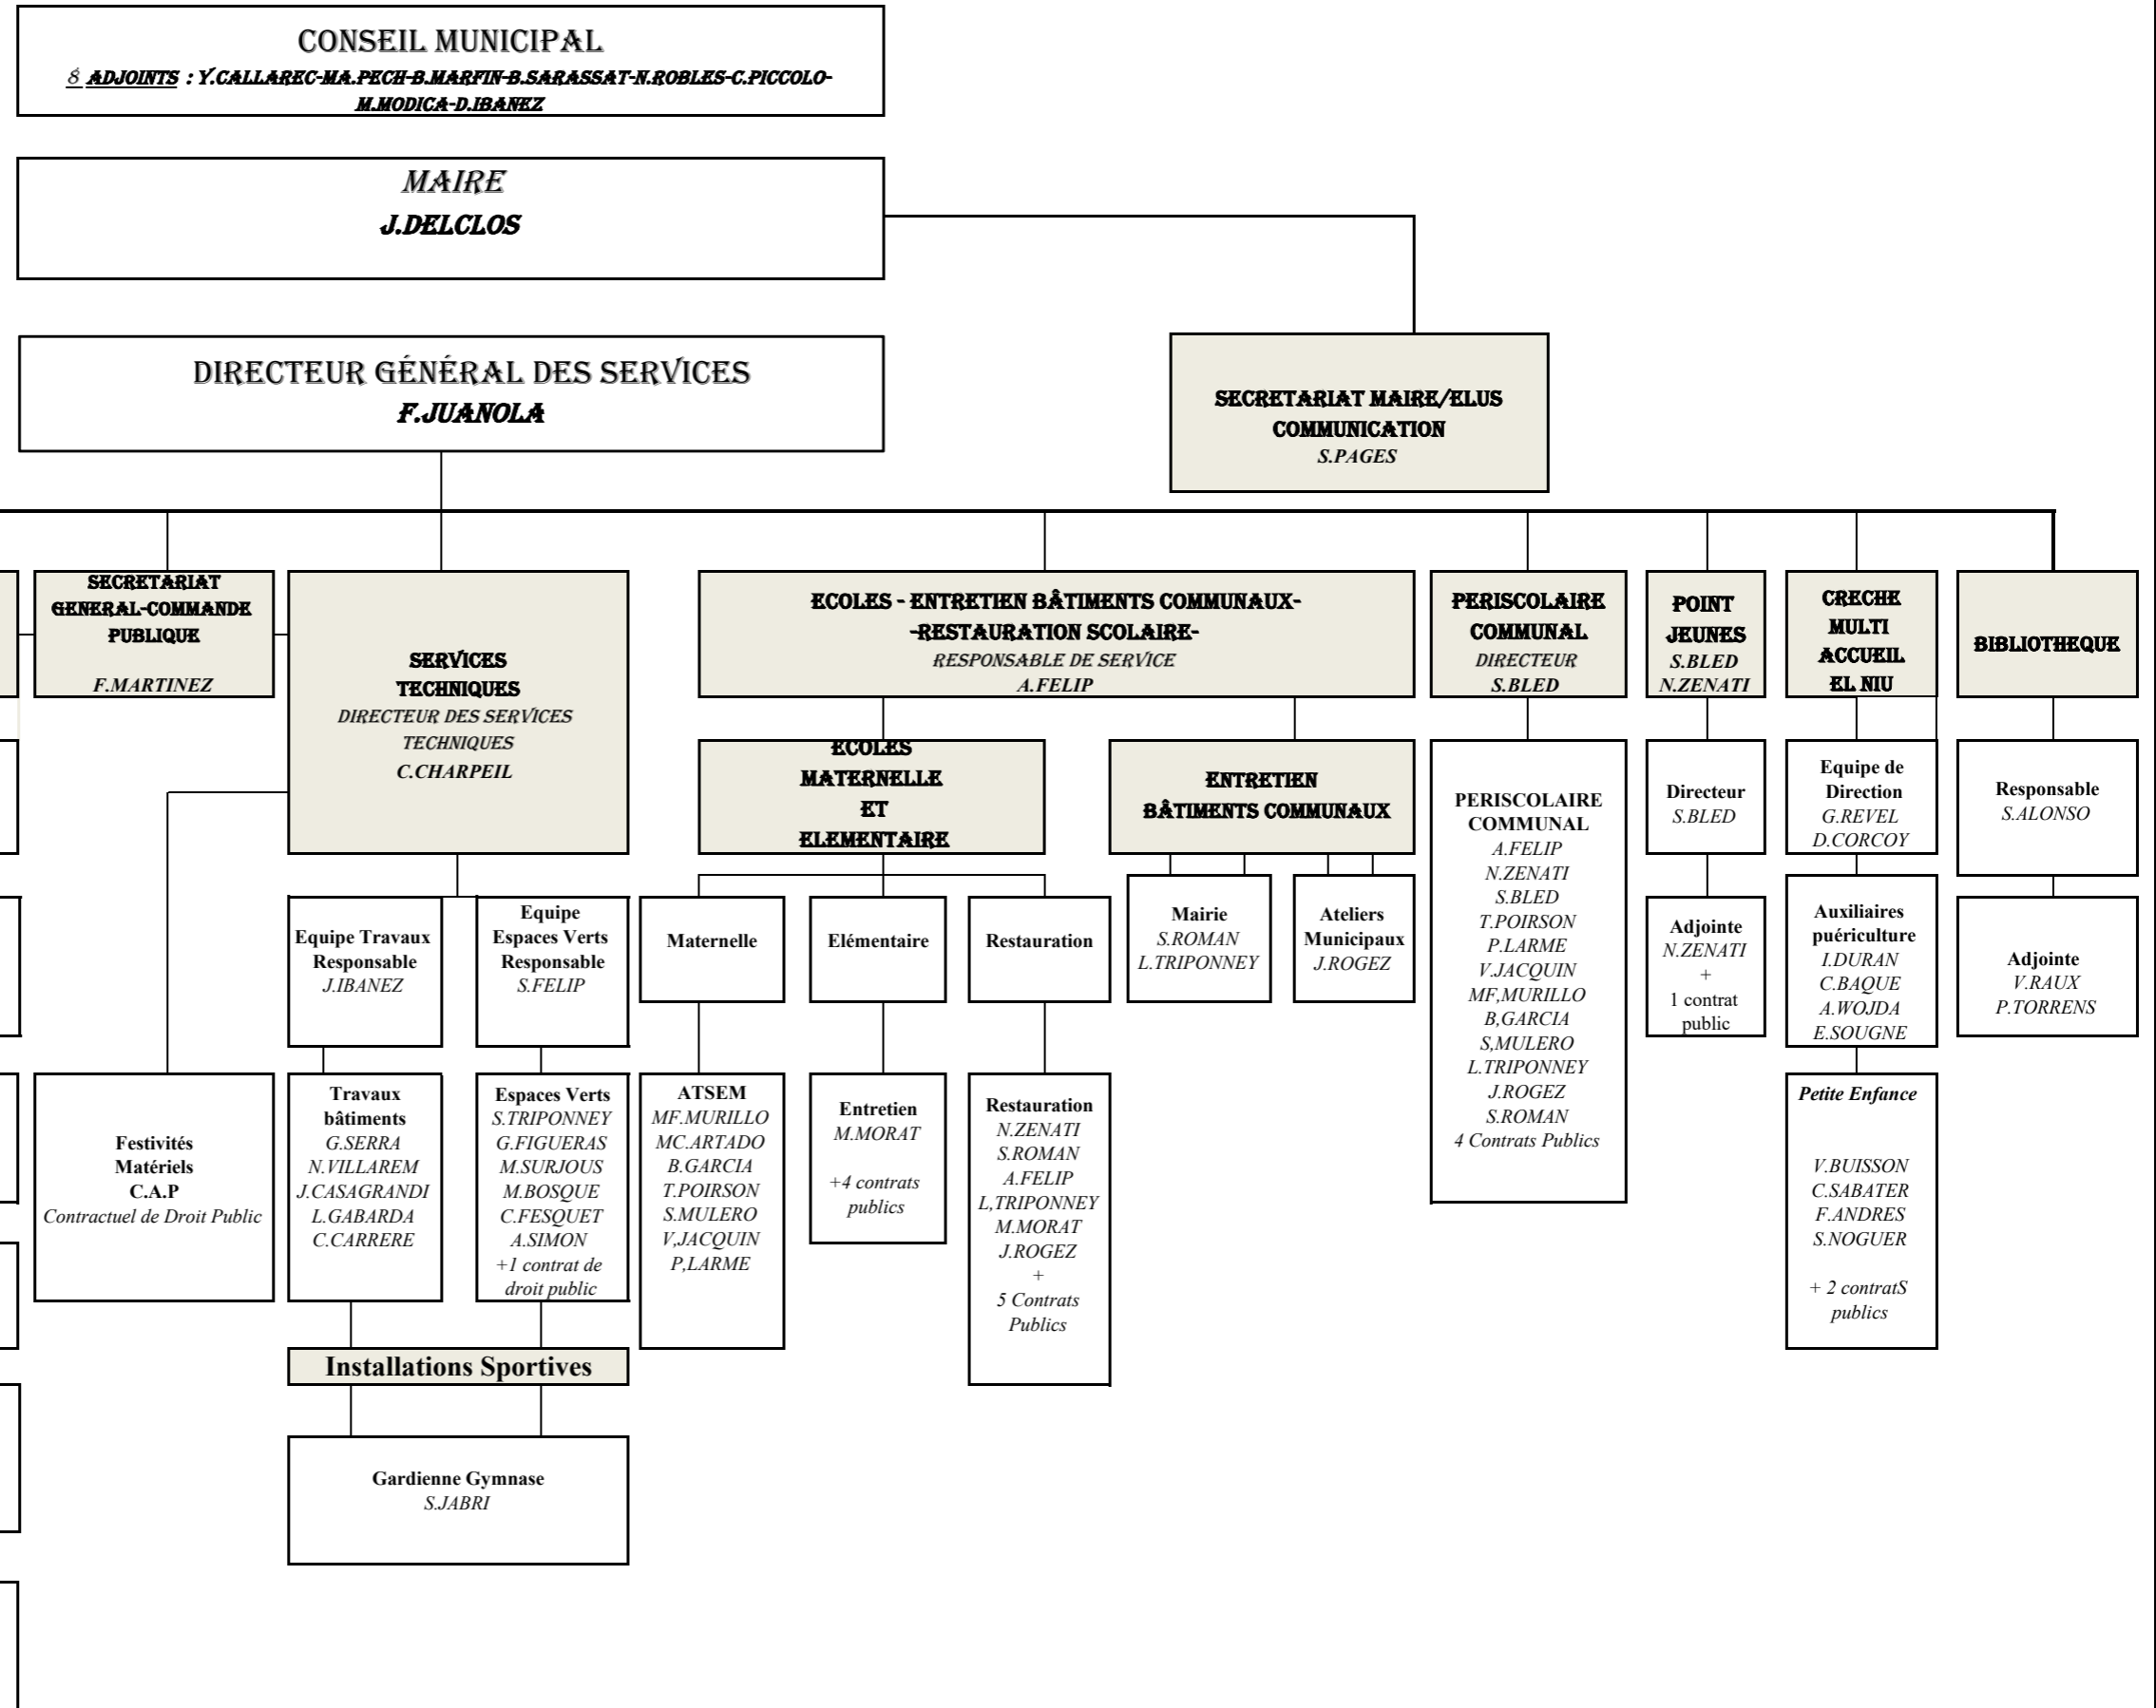 CONSEIL MUNICIPAL
8 ADJOINTS : Y.CALLAREC-MA.PECH-B.MARFIN-B.SARASSAT-N.ROBLES-C.PICCOLO-
M.MODICA-D.IBANEZ
MAIRE
J.DELCLOS
DIRECTEUR GÉNÉRAL DES SERVICES
F.JUANOLA
SECRETARIAT MAIRE/ELUS
COMMUNICATION
S.PAGES
SECRETARIAT
GENERAL-COMMANDE
PUBLIQUE
F.MARTINEZ
SERVICES
TECHNIQUES
DIRECTEUR DES SERVICES
TECHNIQUES
C.CHARPEIL
ECOLES - ENTRETIEN BÂTIMENTS COMMUNAUX-
-RESTAURATION SCOLAIRE-
RESPONSABLE DE SERVICE
A.FELIP
PERISCOLAIRE
COMMUNAL
DIRECTEUR
S.BLED
POINT
JEUNES
S.BLED
N.ZENATI
CRECHE
MULTI
ACCUEIL
EL NIU
BIBLIOTHEQUE
ECOLES
MATERNELLE
ET
ELEMENTAIRE
ENTRETIEN
BÂTIMENTS COMMUNAUX
PERISCOLAIRE
COMMUNAL
A.FELIP
N.ZENATI
S.BLED
T.POIRSON
P.LARME
V.JACQUIN
MF,MURILLO
B,GARCIA
S,MULERO
L.TRIPONNEY
J.ROGEZ
S.ROMAN
4 Contrats Publics
Directeur
S.BLED
Equipe de
Direction
G.REVEL
D.CORCOY
Responsable
S.ALONSO
Equipe Travaux
Responsable
J.IBANEZ
Equipe
Espaces Verts
Responsable
S.FELIP
Maternelle
Elémentaire
Restauration
Mairie
S.ROMAN
L.TRIPONNEY
Ateliers
Municipaux
J.ROGEZ
Adjointe
N.ZENATI
+
1 contrat
public
Auxiliaires
puériculture
I.DURAN
C.BAQUE
A.WOJDA
E.SOUGNE
Adjointe
V.RAUX
P.TORRENS
Festivités
Matériels
C.A.P
Contractuel de Droit Public
Travaux
bâtiments
G.SERRA
N.VILLAREM
J.CASAGRANDI
L.GABARDA
C.CARRERE
Espaces Verts
S.TRIPONNEY
G.FIGUERAS
M.SURJOUS
M.BOSQUE
C.FESQUET
A.SIMON
+1 contrat de
droit public
ATSEM
MF.MURILLO
MC.ARTADO
B.GARCIA
T.POIRSON
S.MULERO
V,JACQUIN
P,LARME
Entretien
M.MORAT
+4 contrats
publics
Restauration
N.ZENATI
S.ROMAN
A.FELIP
L,TRIPONNEY
M.MORAT
J.ROGEZ
+
5 Contrats
Publics
Petite Enfance
V.BUISSON
C.SABATER
F.ANDRES
S.NOGUER
+ 2 contratS
publics
Installations Sportives
Gardienne Gymnase
S.JABRI